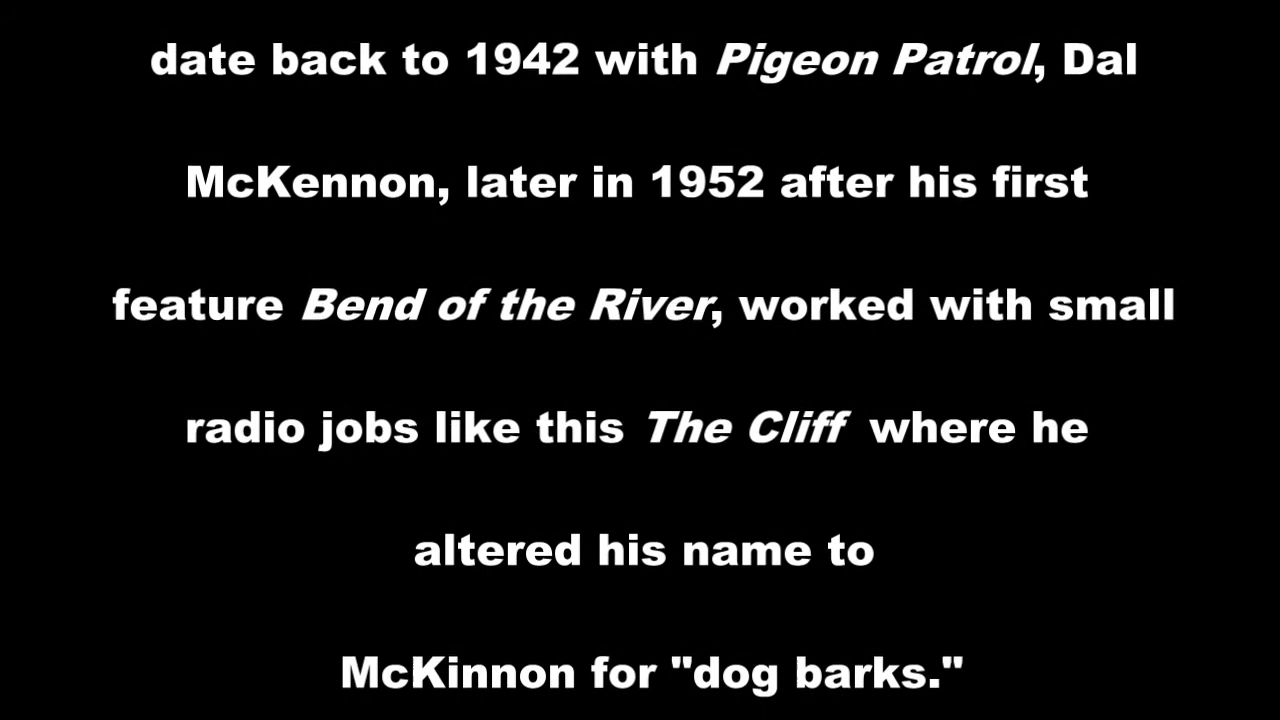 date back to 1942 with Pigeon Patrol, Dal
McKennon, later in 1952 after his first
feature Bend of the River, worked with small
radio jobs like this The Cliff where he
altered his name to
McKinnon for "dog barks."